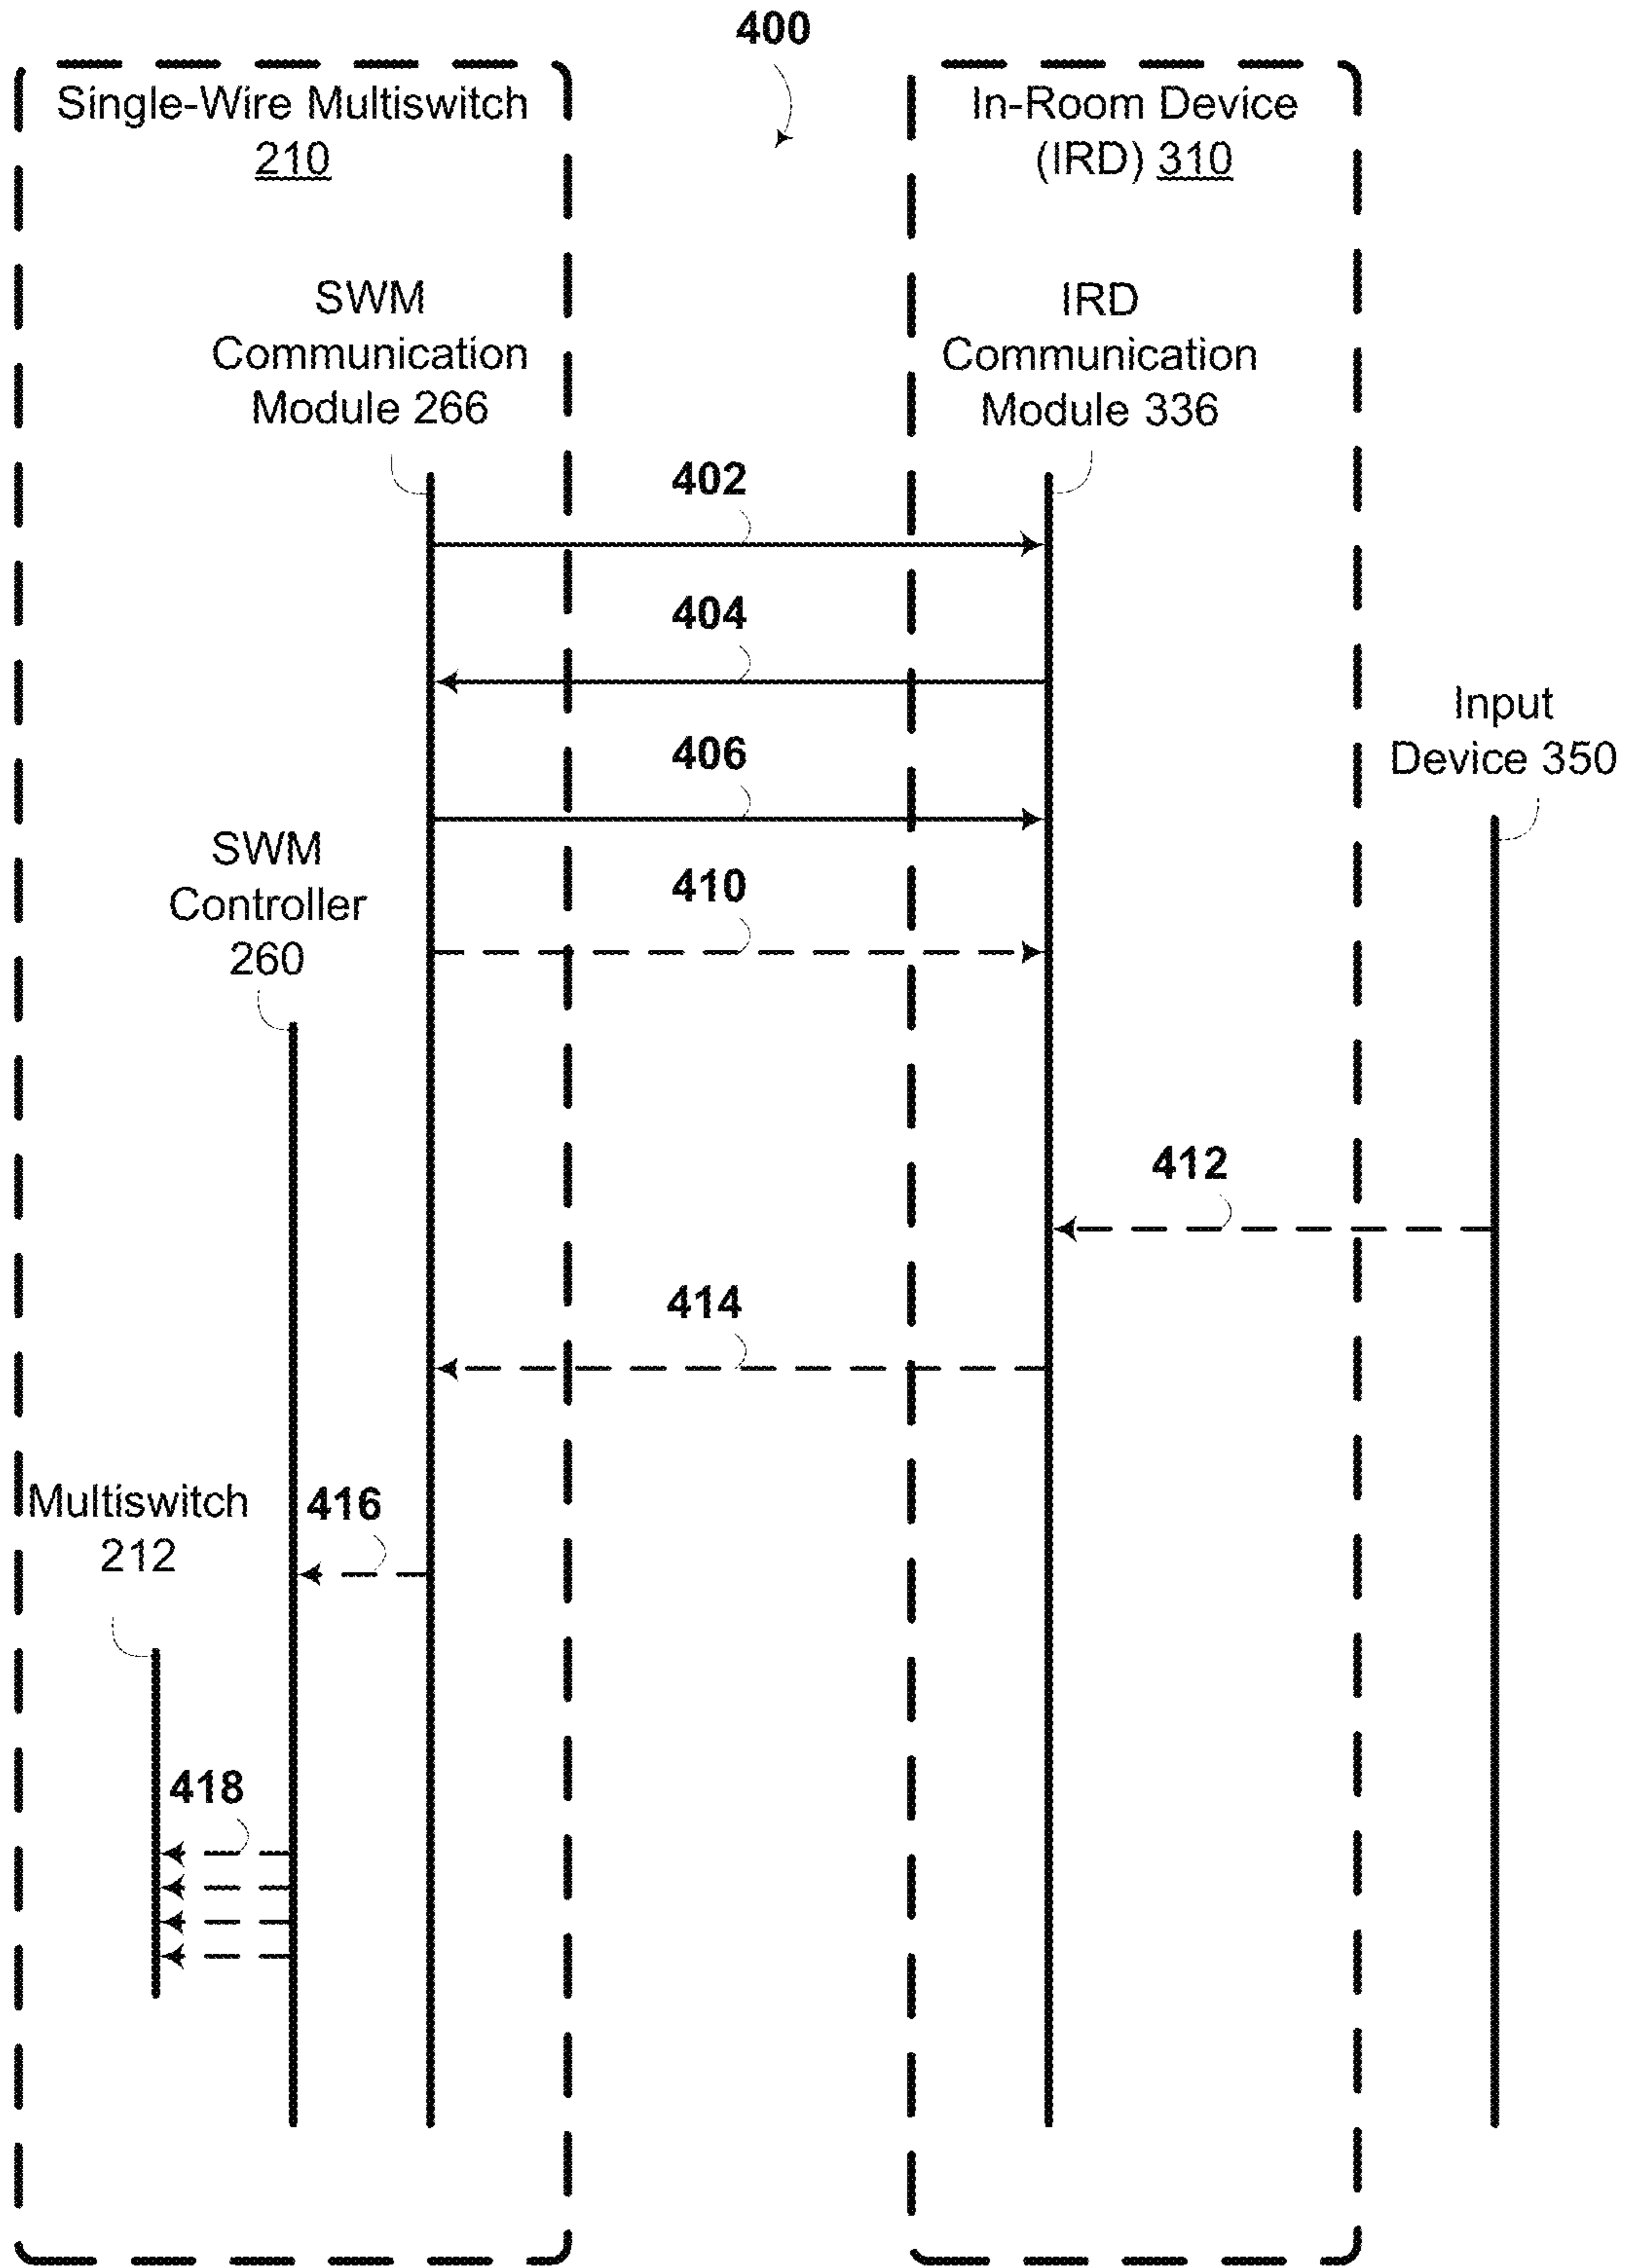 400
Single-Wire Multiswitch
210
In-Room Device
(IRD) 310
SWM
Communication
Module 266
IRD
Communication
Module 336
402
404
Input
Device 350
406
SWM
Controller
260
410
412
414
Multiswitch
212
416
418